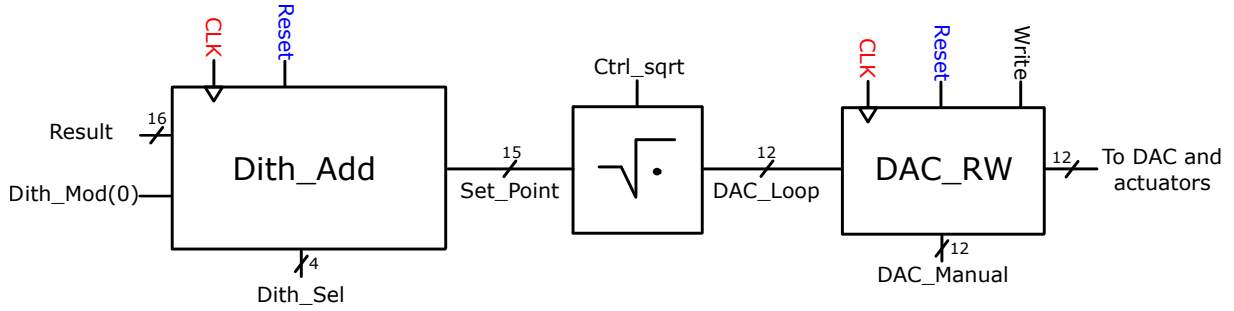 CLK
Reset
16
Result
Dith_Mod(0)
Dith_Add
4
Dith_Sel
15
Set_Point
Ctrl_sqrt
12
DAC_Loop
CLK
Reset
Write
DAC_RW
12
DAC_Manual
12
To DAC and
actuators